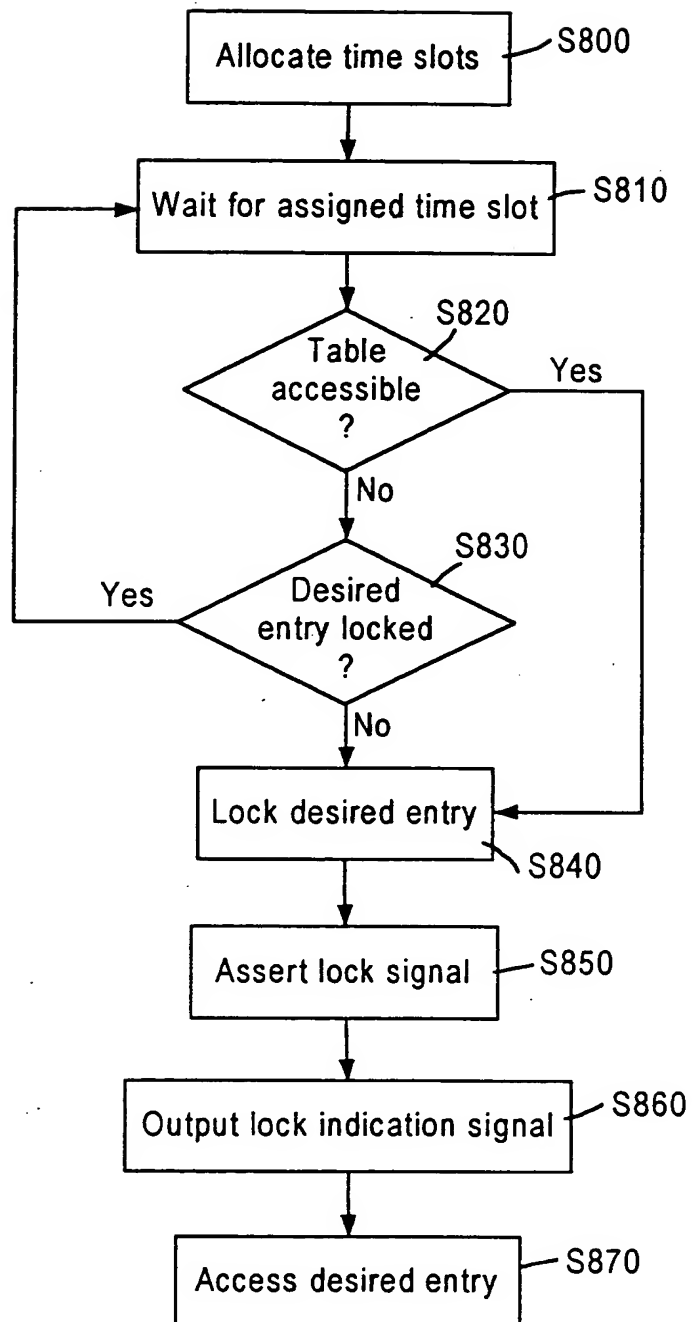 Allocate time slots
S800
Wait for assigned time slot
S810
S820
Table
accessible
?
Yes
No
S830
Yes
Desired
entry locked
?
No
Lock desired entry
S840
Assert lock signal
S850
Output lock indication signal
S860
Access desired entry
S870